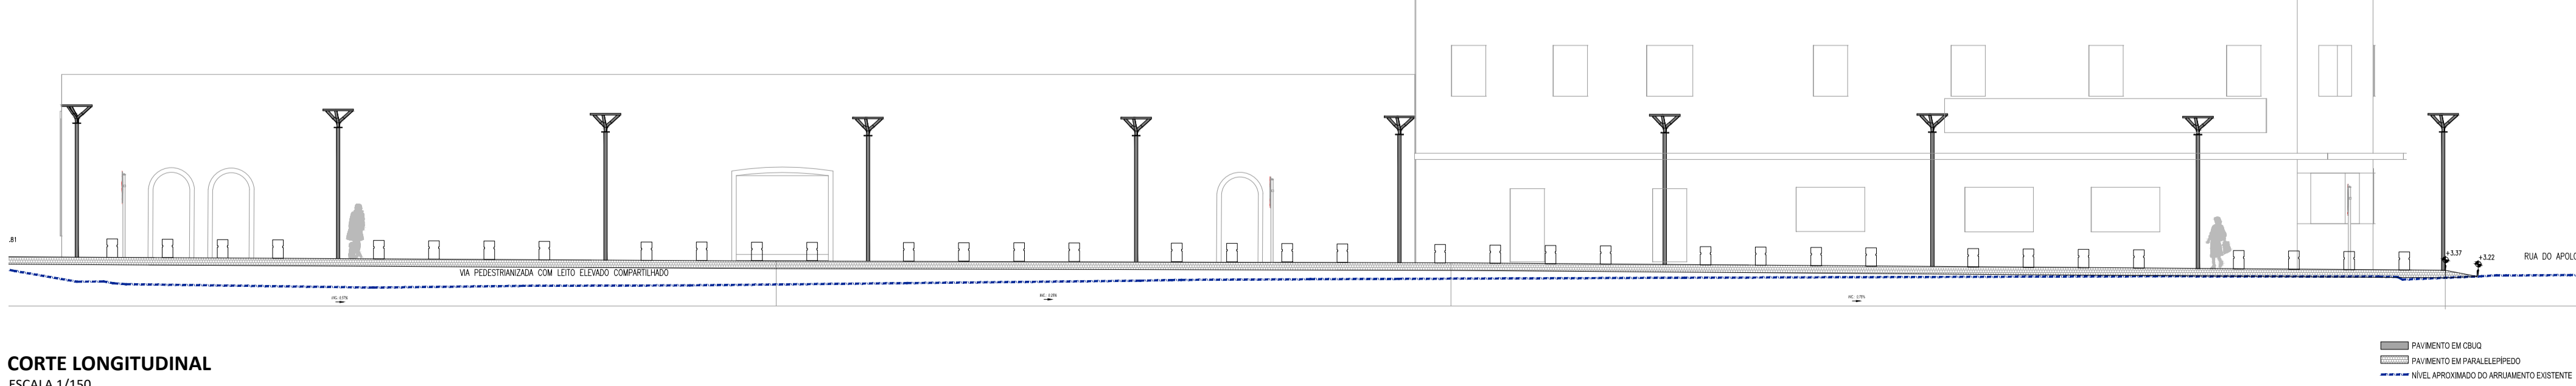 .81
VIA PEDESTRIANIZADA COM LEITO ELEVADO COMPARTILHADO
+3.37
+3.22
RUA DO APOLO
CORTE LONGITUDINAL
ESCALA 1/150
PAVIMENTO EM CBUQ
PAVIMENTO EM PARALELEPÍPEDO
NÍVEL APROXIMADO DO ARRUAMENTO EXISTENTE